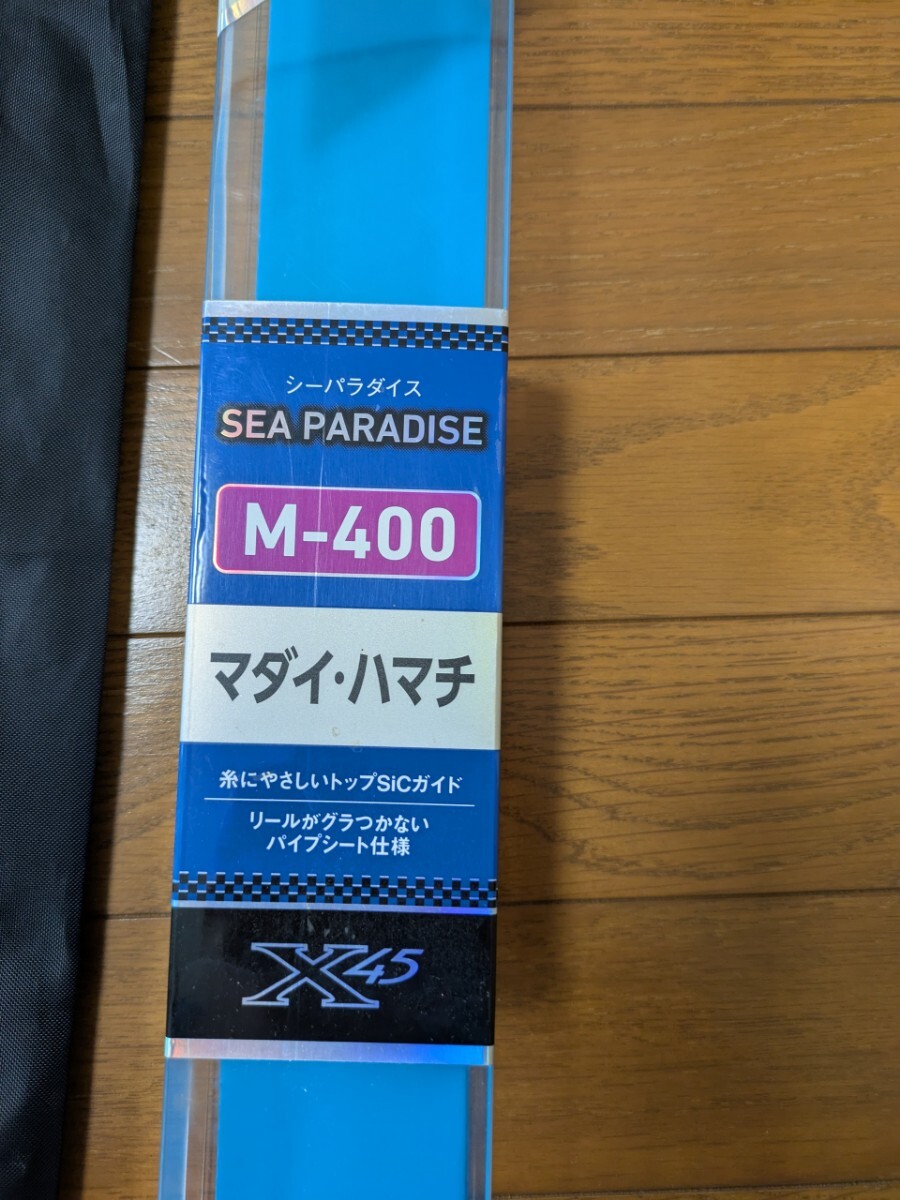 シーパラダイス
SEA PARADISE
M-400
マダイ・ハマチ
糸にやさしいトップSiCガイド
リールがグラつかない
パイプシート仕様
X45